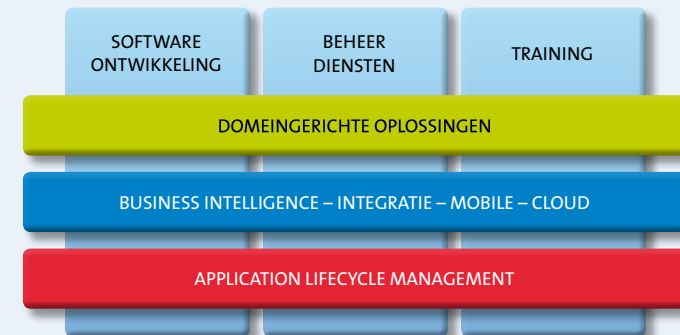 SOFTWARE
ONTWIKKELING
BEHEER
DIENSTEN
TRAINING
DOMEINGERICHTE OPLOSSINGEN
BUSINESS INTELLIGENCE – INTEGRATIE – MOBILE – CLOUD
APPLICATION LIFECYCLE MANAGEMENT